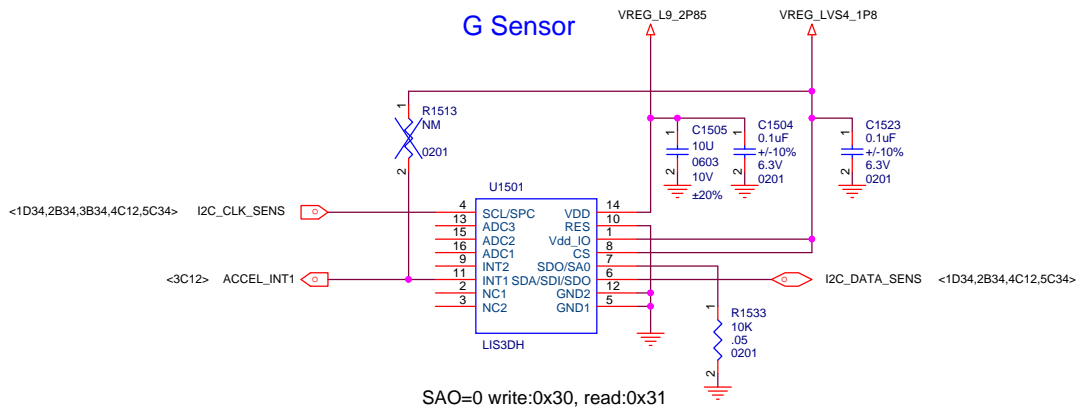 G Sensor
VREG_L9_2P85
VREG_LVS4_1P8
1
R1513
NM
0201
2
1
C1505
10U
0603
10V
±20%
2
1
C1504
0.1uF
+/-10%
6.3V
0201
2
1
C1523
0.1uF
+/-10%
6.3V
0201
2
U1501
<1D34,2B34,3B34,4C12,5C34> I2C_CLK_SENS
4 SCL/SPC VDD 14
13 ADC3 RES 10
15 ADC2 Vdd_IO 1
16 ADC1 CS 8
9 INT2 SDO/SA0 7
<3C12> ACCEL_INT1
11 INT1 SDA/SDI/SDO 6
I2C_DATA_SENS <1D34,2B34,4C12,5C34>
2 NC1 GND2 12
3 NC2 GND1 5
LIS3DH
1
R1533
10K
.05
0201
2
SAO=0 write:0x30, read:0x31